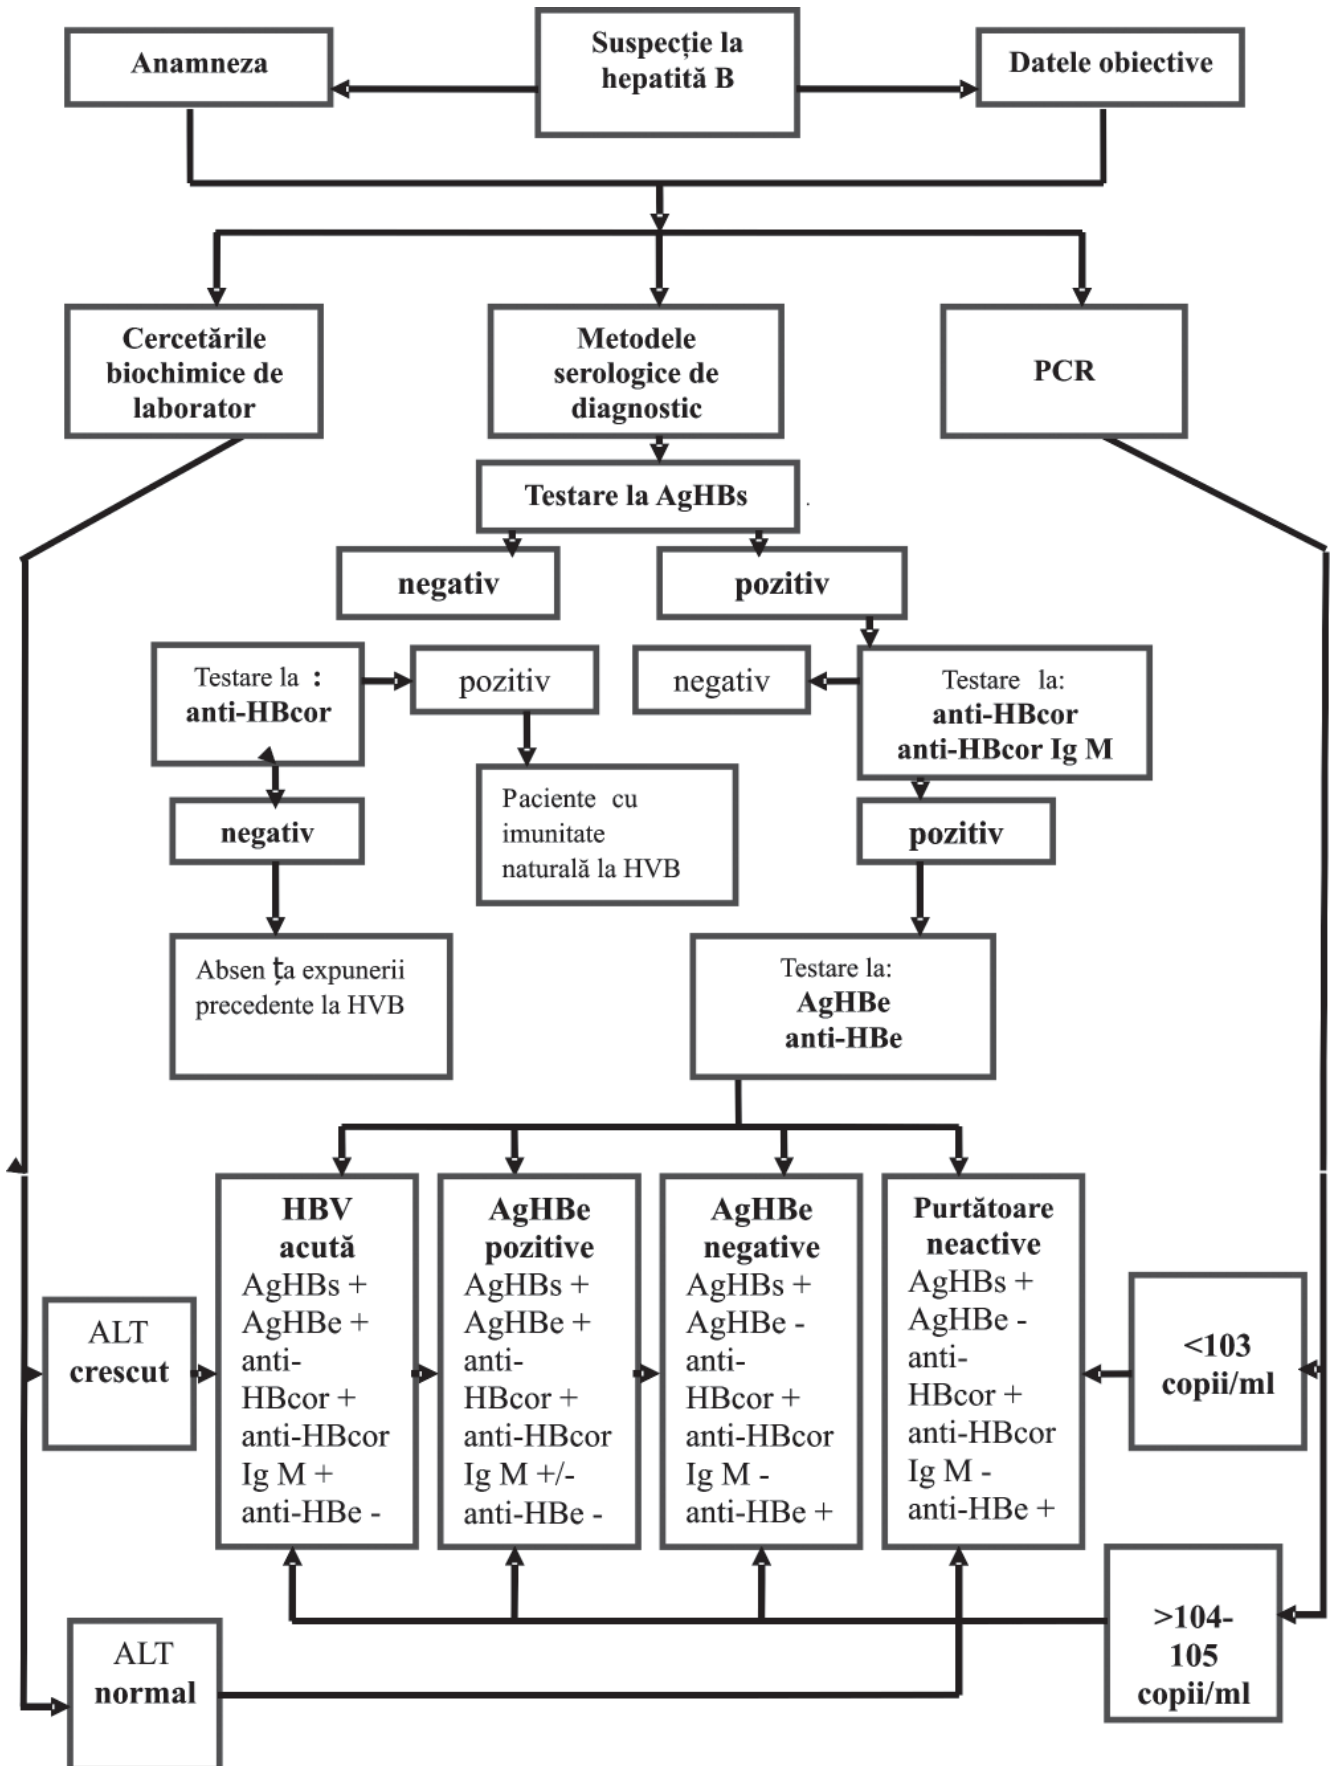 Anamneza
Suspecție la
hepatită B
Datele obiective
Cercetările
biochimice de
laborator
Metodele
serologice de
diagnostic
PCR
Testare la AgHBs
negativ
pozitiv
Testare la :
anti-HBcor
pozitiv
negativ
Testare la:
anti-HBcor
anti-HBcor Ig M
negativ
Paciente cu
imunitate
naturală la HVB
pozitiv
Absen ța expunerii
precedente la HVB
Testare la:
AgHBe
anti-HBe
HBV
acută
AgHBs +
AgHBe +
anti-
HBcor +
anti-HBcor
Ig M +
anti-HBe -
AgHBe
pozitive
AgHBs +
AgHBe +
anti-
HBcor +
anti-HBcor
Ig M +/-
anti-HBe -
AgHBe
negative
AgHBs +
AgHBe -
anti-
HBcor +
anti-HBcor
Ig M -
anti-HBe +
Purtătoare
neactive
AgHBs +
AgHBe -
anti-
HBcor +
anti-HBcor
Ig M -
anti-HBe +
ALT
crescut
<103
copii/ml
ALT
normal
>104-
105
copii/ml